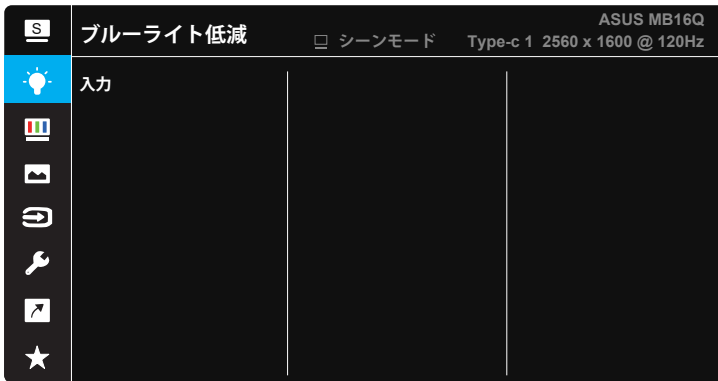 S
ブルーライト低減
シーンモード
ASUS MB16Q
Type-c 1 2560 x 1600 @ 120Hz
入力